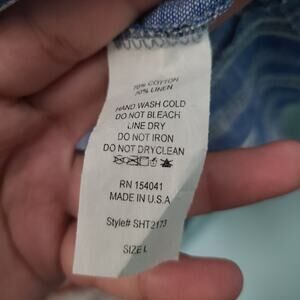 70% COTTON
30% LINEN
HAND WASH COLD
DO NOT BLEACH
LINE DRY
DO NOT IRON
DO NOT DRYCLEAN
RN 154041
MADE IN U.S.A
Style# SHT2173
SIZE L